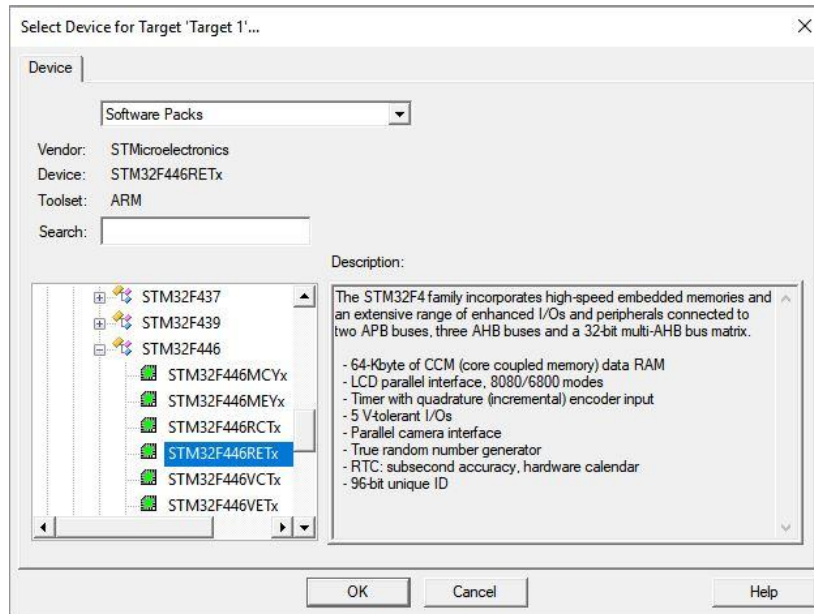 Select Device for Target 'Target 1'...
Device
Software Packs
Vendor: STMicroelectronics
Device: STM32F446RETx
Toolset: ARM
Search:
STM32F437
STM32F439
STM32F446
STM32F446MCYx
STM32F446MEYx
STM32F446RCTx
STM32F446RETx
STM32F446VCTx
STM32F446VETx
Description:
The STM32F4 family incorporates high-speed embedded memories and
an extensive range of enhanced I/Os and peripherals connected to
two APB buses, three AHB buses and a 32-bit multi-AHB bus matrix.
- 64-Kbyte of CCM (core coupled memory) data RAM
- LCD parallel interface, 8080/6800 modes
- Timer with quadrature (incremental) encoder input
- 5 V-tolerant I/Os
- Parallel camera interface
- True random number generator
- RTC: subsecond accuracy, hardware calendar
- 96-bit unique ID
OK
Cancel
Help